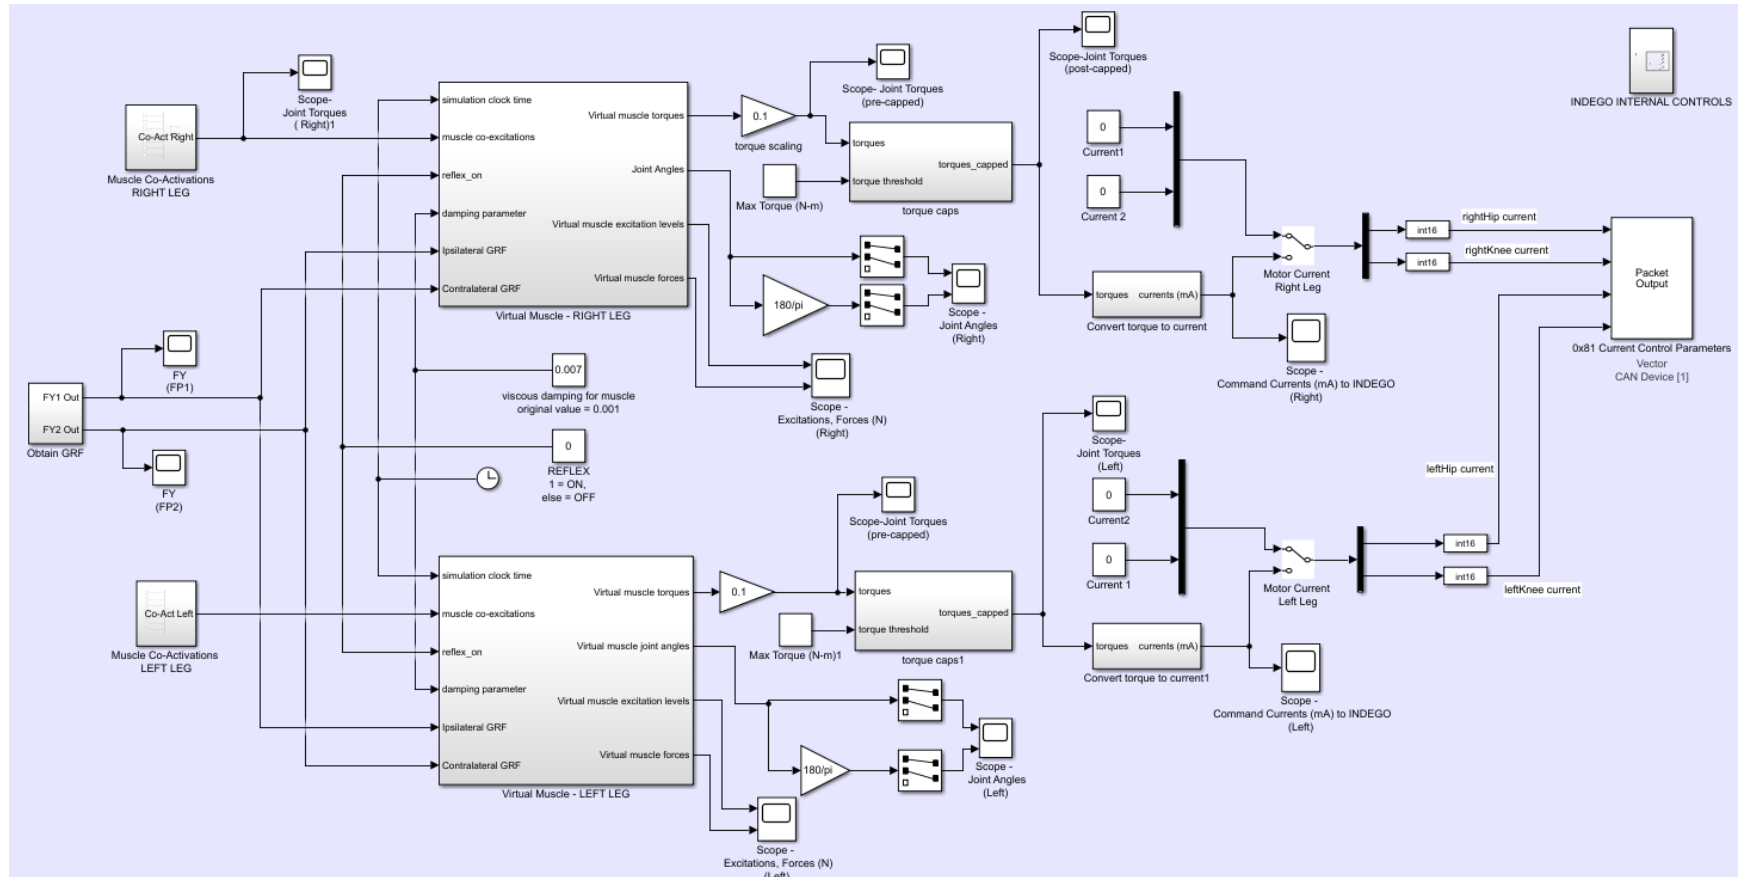 Scope-
Joint Torques
( Right)1
Co-Act Right
Muscle Co-Activations
RIGHT LEG
simulation clock time
muscle co-excitations
reflex_on
damping parameter
Ipsilateral GRF
Contralateral GRF
Virtual muscle torques
Joint Angles
Virtual muscle excitation levels
Virtual muscle forces
Virtual Muscle - RIGHT LEG
0.1
torque scaling
Scope- Joint Torques
(pre-capped)
Max Torque (N-m)
torques
torque threshold
torques_capped
torque caps
180/pi
Scope -
Joint Angles
(Right)
Scope -
Excitations, Forces (N)
(Right)
Scope-Joint Torques
(post-capped)
0
Current1
0
Current 2
torques
currents (mA)
Convert torque to current
Motor Current
Right Leg
Scope -
Command Currents (mA) to INDEGO
(Right)
int16
int16
rightHip current
rightKnee current
INDEGO INTERNAL CONTROLS
Packet
Output
0x81 Current Control Parameters
Vector
CAN Device [1]
FY
(FP1)
FY1 Out
FY2 Out
Obtain GRF
FY
(FP2)
0.007
viscous damping for muscle
original value = 0.001
0
REFLEX
1 = ON,
else = OFF
Co-Act Left
Muscle Co-Activations
LEFT LEG
simulation clock time
muscle co-excitations
reflex_on
damping parameter
Ipsilateral GRF
Contralateral GRF
Virtual muscle torques
Virtual muscle joint angles
Virtual muscle excitation levels
Virtual muscle forces
Virtual Muscle - LEFT LEG
0.1
Scope-Joint Torques
(pre-capped)
Max Torque (N-m)1
torques
torque threshold
torques_capped
torque caps1
180/pi
Scope -
Joint Angles
(Left)
Scope -
Excitations, Forces (N)
(Left)
Scope-
Joint Torques
(Left)
0
Current2
0
Current 1
torques
currents (mA)
Convert torque to current1
Motor Current
Left Leg
Scope -
Command Currents (mA) to INDEGO
(Left)
int16
int16
leftHip current
leftKnee current